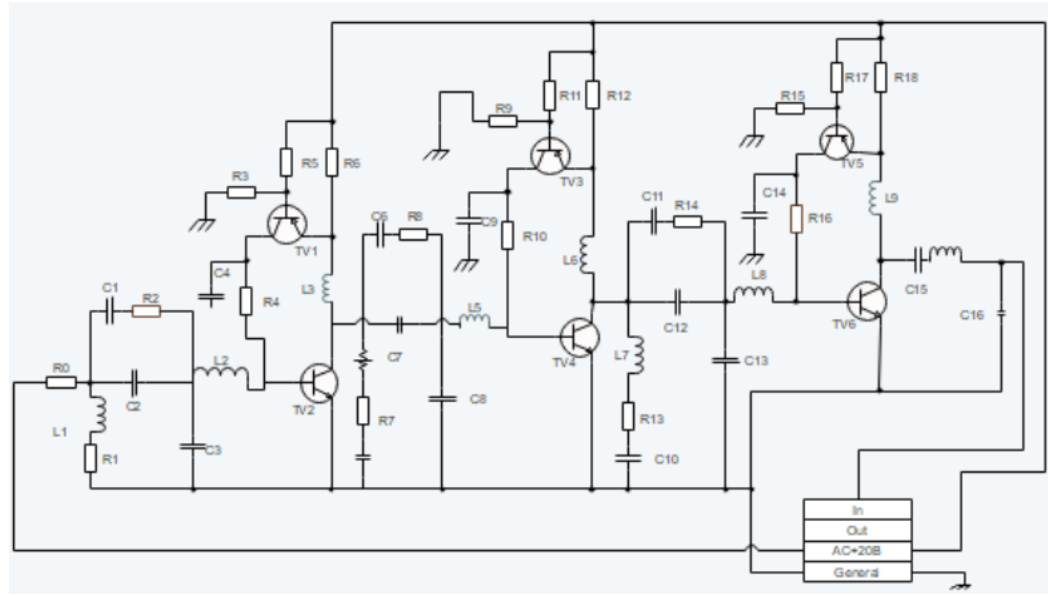 R17
R18
R11
R12
R9
R15
TV5
R5
R6
R3
TV3
C11
R14
C14
L9
C6
R8
C9
R16
R10
TV1
L6
C4
L3
L8
C1
R2
R4
L5
C15
C16
C12
TV6
L2
C7
TV4
L7
C13
R0
C2
TV2
C8
L1
R7
R13
R1
C3
C10
In
Out
AC+20B
General